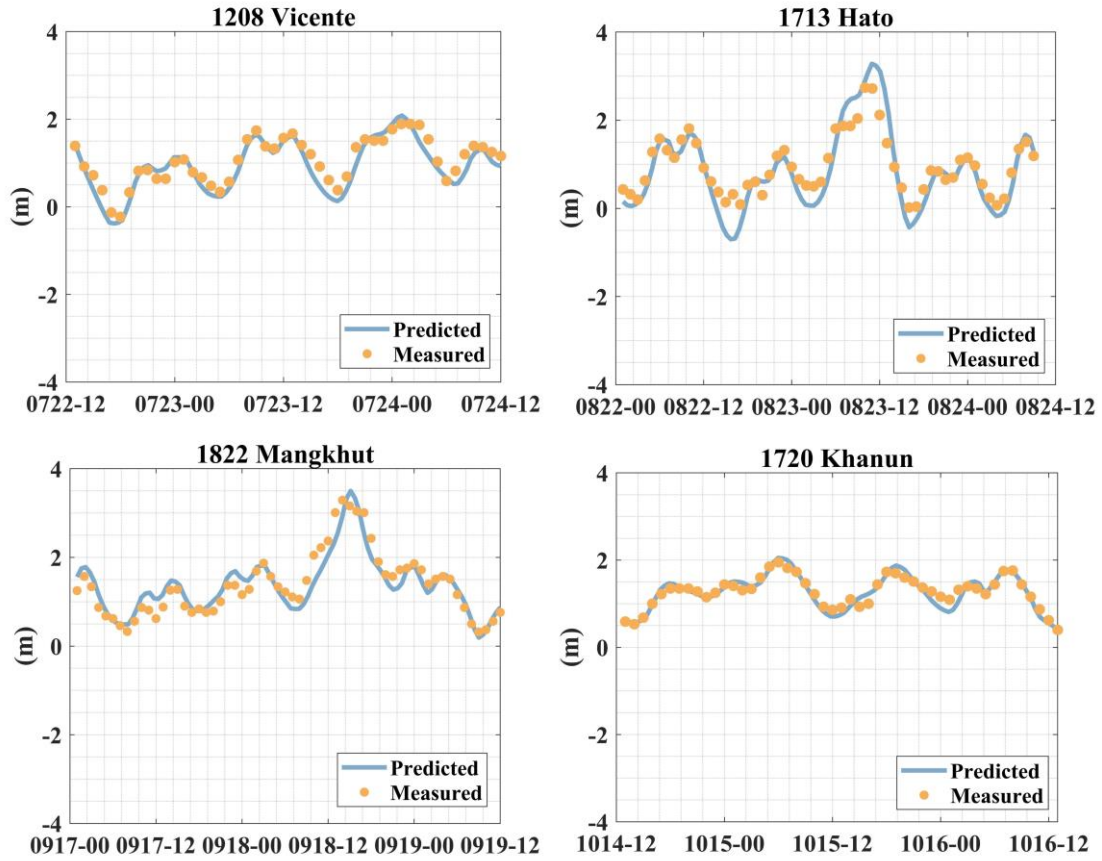 1208 Vicente
4
2
0
-2
-4
(m)
Predicted
Measured
0722-12 0723-00 0723-12 0724-00 0724-12
1713 Hato
4
2
0
-2
-4
(m)
Predicted
Measured
0822-00 0822-12 0823-00 0823-12 0824-00 0824-12
1822 Mangkhut
4
2
0
-2
-4
(m)
Predicted
Measured
0917-00 0917-12 0918-00 0918-12 0919-00 0919-12
1720 Khanun
4
2
0
-2
-4
(m)
Predicted
Measured
1014-12 1015-00 1015-12 1016-00 1016-12